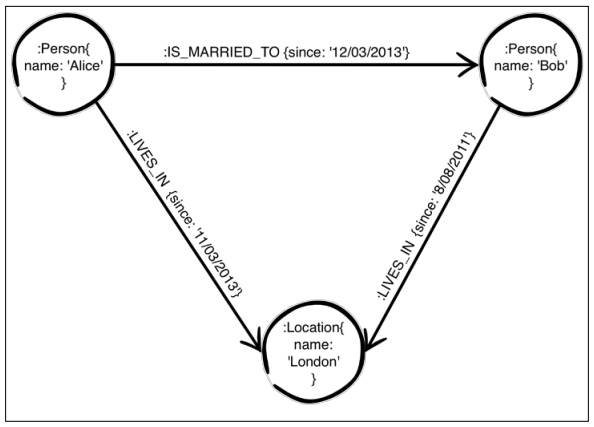 :Person{
name: 'Alice'
}
:IS_MARRIED_TO {since: '12/03/2013'}
:Person{
name: 'Bob'
}
:LIVES_IN {since: '11/03/2013'}
:LIVES_IN {since: '8/08/2011'}
:Location{
name:
'London'
}